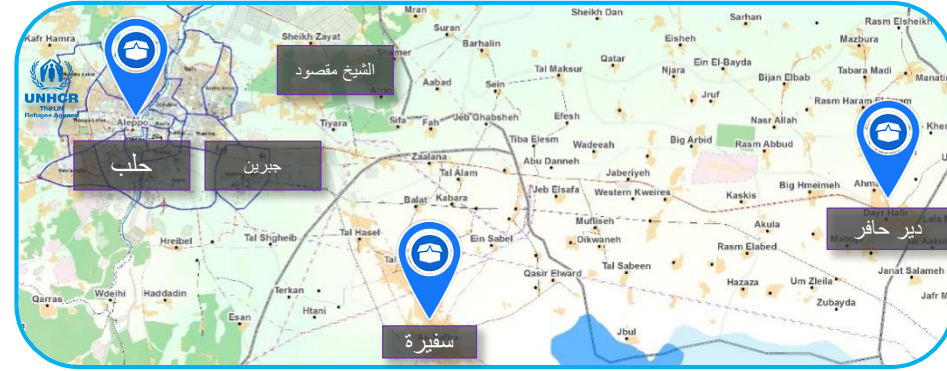 Mran
Sheikh Dan
Sarhan
Rasm Elsheikh
Kafr Hamra
Sheikh Zayat
Suran
Barhalin
Eisheh
Mazbura
الشيخ مقصود
Aabad
Sein
Tal Maksur
Qatar
Njara
Ein El-Bayda
Bijan Elbab
Tabara Madi
UNHCR
The UN
Refugee Agency
Jruf
Aleppo
Tiyara
Sifa
Fah
Jeb Ghabsheh
Efesh
Nasr Allah
Tiba Elesm
Wadeeah
Big Arbid
Rasm Abbud
حلب
جبرين
Zaalana
Abu Danneh
Tal Alam
Jaberiyeh
Balat
Kabara
Jeb Elsafa
Western Kweires
Kaskis
Big Hmeimeh
Dayr Hafir
دير حافر
Mufliseh
Akula
Hreibel
Tal Shgheib
Tal Hasel
Ein Sabel
Dikwaneh
Rasm Elabed
Tal Sabeen
Qasir Elward
Janat Salameh
Qarras
Wdeihi
Haddadin
Terkan
Hazaza
Um Zleila
Zubayda
Htani
Esan
سفيرة
Jbul